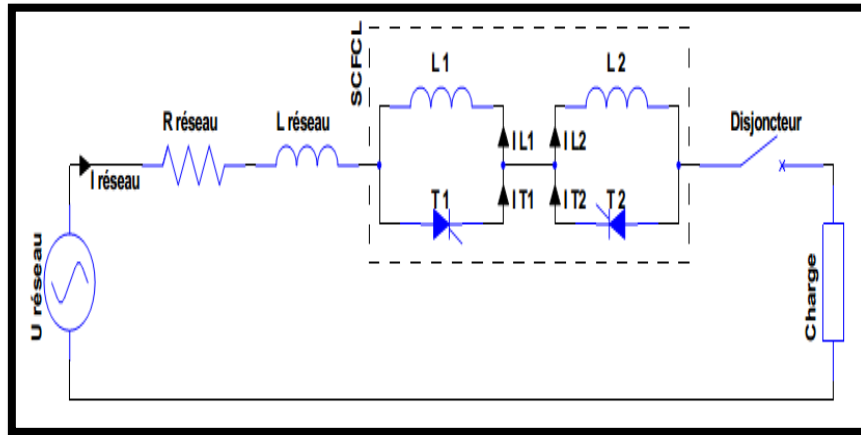 SCFCL
L 1
L 2
R réseau
L réseau
Disjoncteur
I réseau
I L1
I L2
T 1
I T1
I T2
T 2
U réseau
Charge